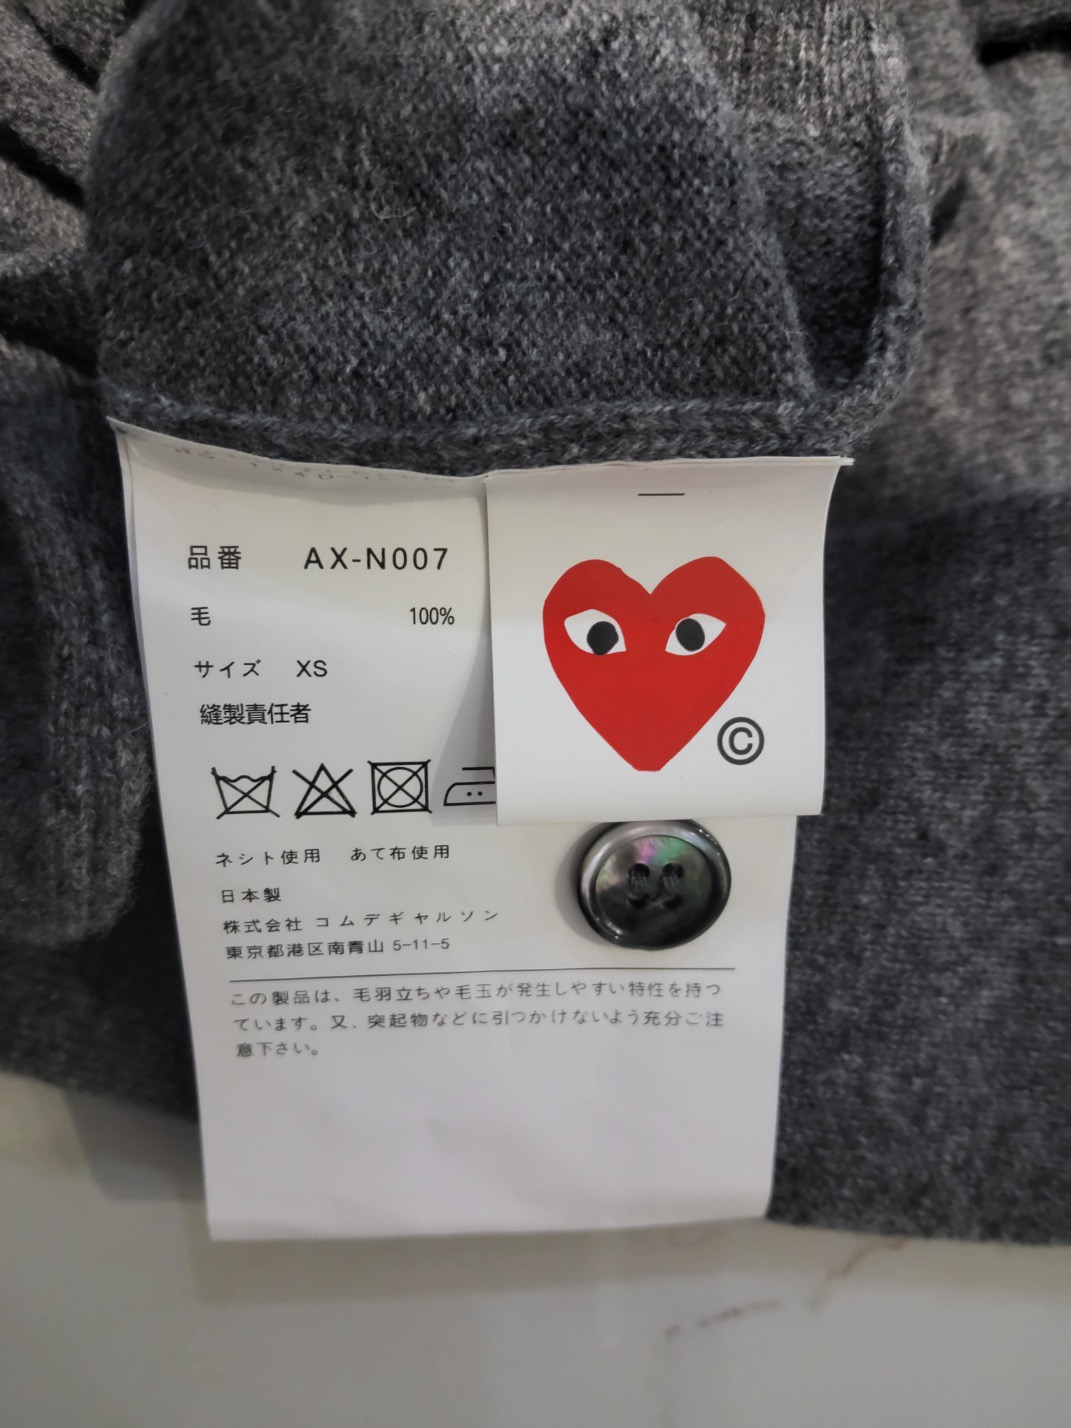 品番 AX-N007
毛 100%
サイズ XS
縫製責任者
©
ネシト使用 あて布使用
日本製
株式会社 コムデギャルソン
東京都港区南青山 5-11-5
この製品は、毛羽立ちや毛玉が発生しやすい特性を持つ
ています。又、突起物などに引つかけないよう充分ご注
意下さい。